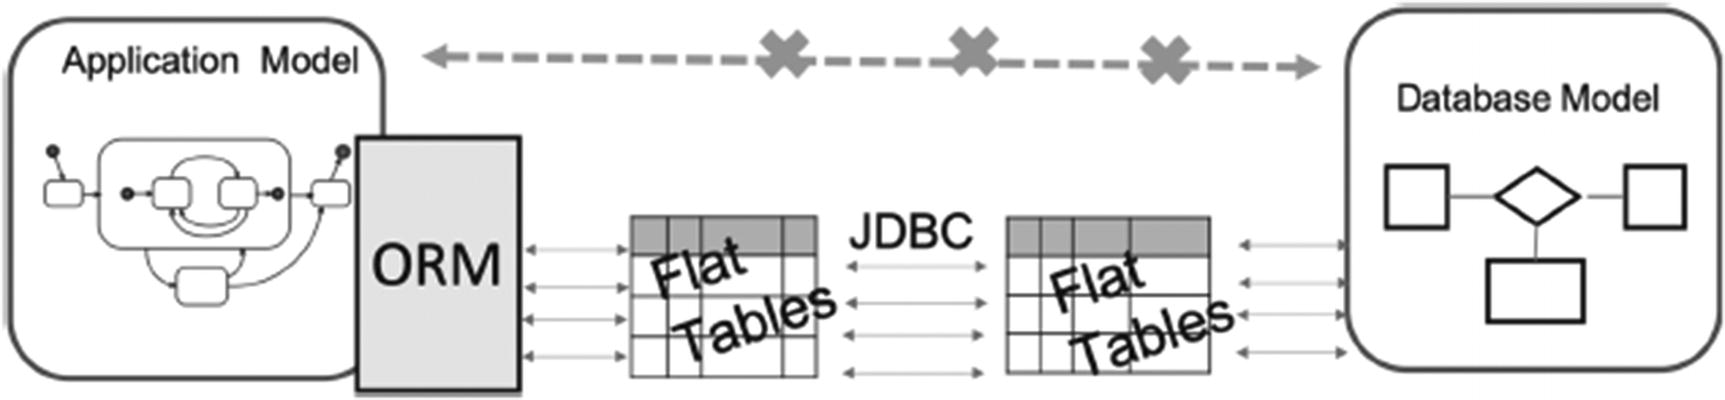 Application Model
Database Model
ORM
Flat
Tables
JDBC
Flat
Tables